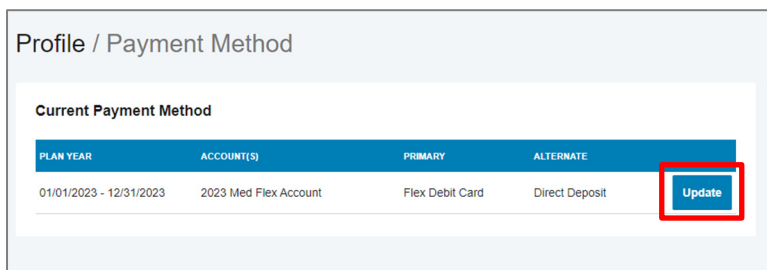 Profile / Payment Method
Current Payment Method
PLAN YEAR ACCOUNT(S) PRIMARY ALTERNATE
01/01/2023 - 12/31/2023 2023 Med Flex Account Flex Debit Card Direct Deposit Update